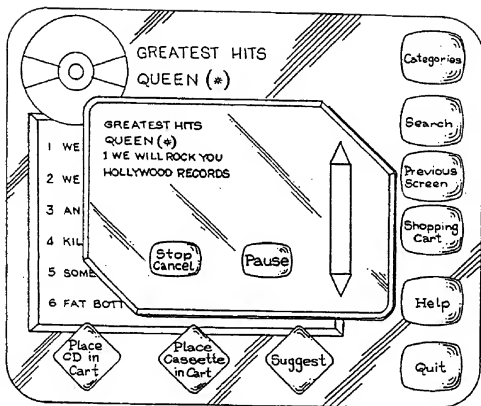 GREATEST HITS
QUEEN (*)
GREATEST HITS
QUEEN (*)
1 WE WILL ROCK YOU
HOLLYWOOD RECORDS
Stop
Cancel
Pause
1 WE
2 WE
3 AN
4 KIL
5 SOME
6 FAT BOTT
Place
CD in
Cart
Place
Cassette
in Cart
Suggest
Categories
Search
Previous
Screen
Shopping
Cart
Help
Quit